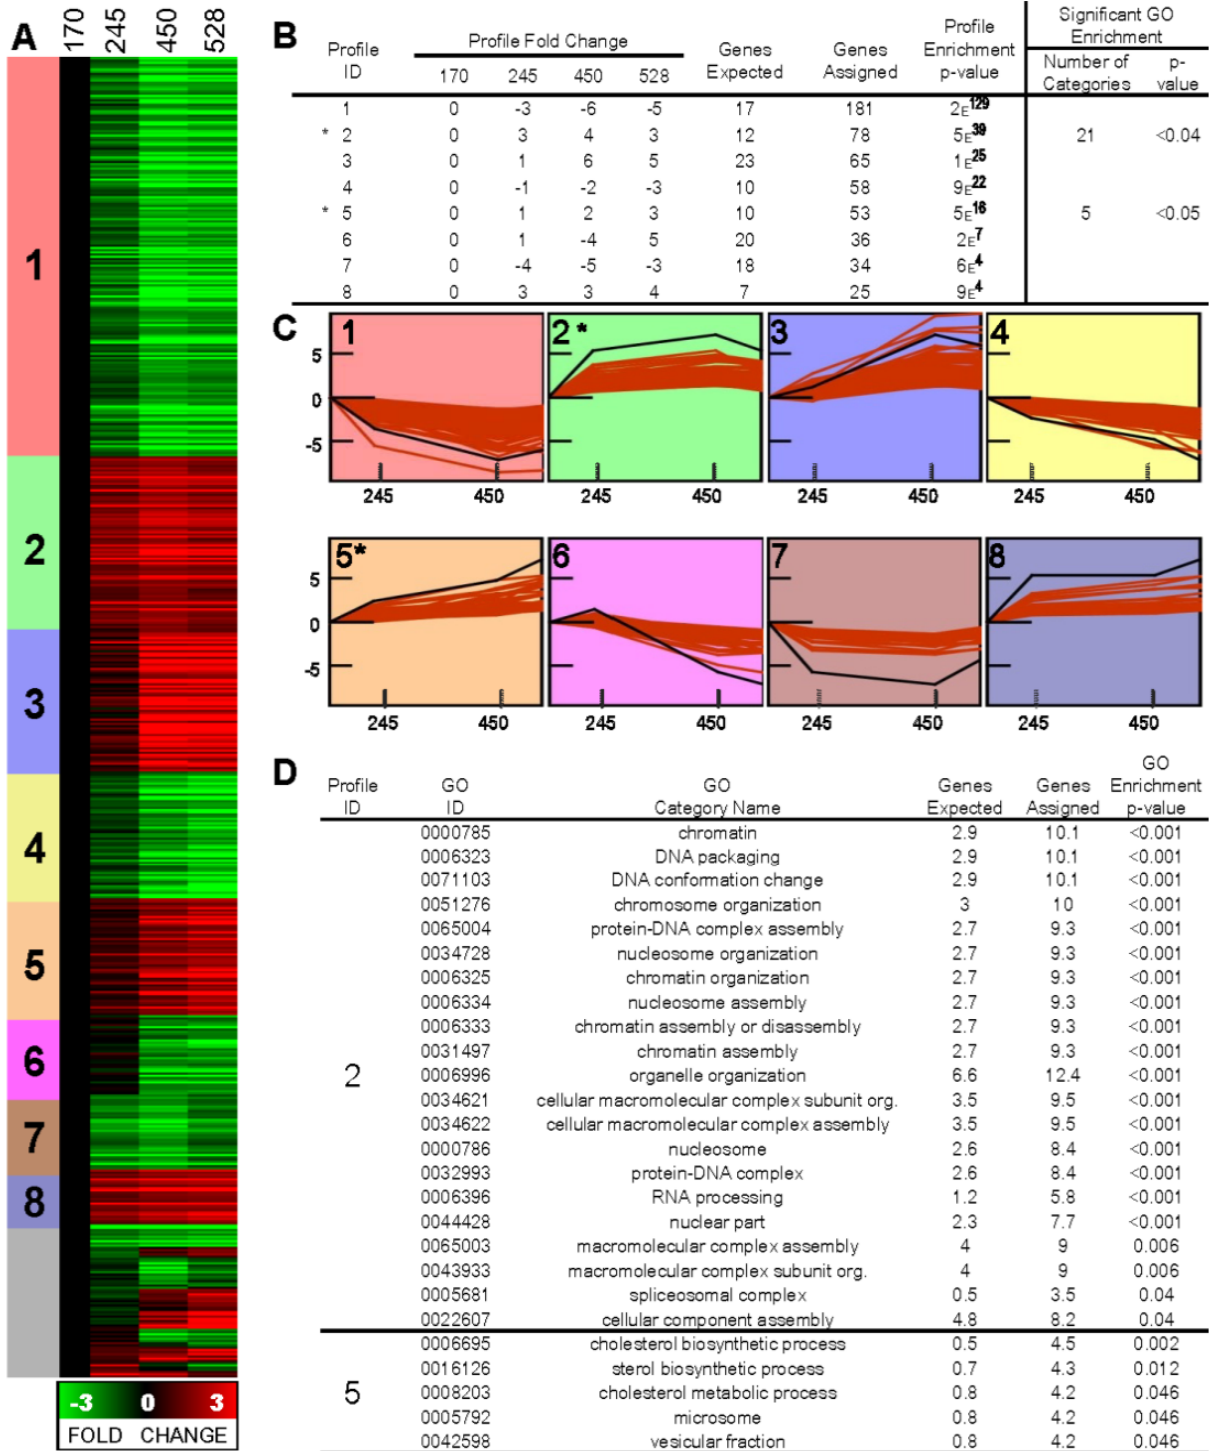 A
170 245 450 528
1
2
3
4
5
6
7
8
-3 0 3
FOLD CHANGE
B
Profile ID
Profile Fold Change
170 245 450 528
Genes Expected
Genes Assigned
Profile Enrichment p-value
Significant GO Enrichment
Number of Categories
p-value
1 0 -3 -6 -5 17 181 2E129
* 2 0 3 4 3 12 78 5E39 21 <0.04
3 0 1 6 5 23 65 1E25
4 0 -1 -2 -3 10 58 9E22
* 5 0 1 2 3 10 53 5E16 5 <0.05
6 0 1 -4 5 20 36 2E7
7 0 -4 -5 -3 18 34 6E4
8 0 3 3 4 7 25 9E4
C
1 2* 3 4
5
0
-5
245 450 245 450 245 450 245 450
5* 6 7 8
5
0
-5
245 450 245 450 245 450 245 450
D
Profile ID
GO ID
GO Category Name
Genes Expected
Genes Assigned
GO Enrichment p-value
0000785 chromatin 2.9 10.1 <0.001
0006323 DNA packaging 2.9 10.1 <0.001
0071103 DNA conformation change 2.9 10.1 <0.001
0051276 chromosome organization 3 10 <0.001
0065004 protein-DNA complex assembly 2.7 9.3 <0.001
0034728 nucleosome organization 2.7 9.3 <0.001
0006325 chromatin organization 2.7 9.3 <0.001
0006334 nucleosome assembly 2.7 9.3 <0.001
0006333 chromatin assembly or disassembly 2.7 9.3 <0.001
0031497 chromatin assembly 2.7 9.3 <0.001
2 0006996 organelle organization 6.6 12.4 <0.001
0034621 cellular macromolecular complex subunit org. 3.5 9.5 <0.001
0034622 cellular macromolecular complex assembly 3.5 9.5 <0.001
0000786 nucleosome 2.6 8.4 <0.001
0032993 protein-DNA complex 2.6 8.4 <0.001
0006396 RNA processing 1.2 5.8 <0.001
0044428 nuclear part 2.3 7.7 <0.001
0065003 macromolecular complex assembly 4 9 0.006
0043933 macromolecular complex subunit org. 4 9 0.006
0005681 spliceosomal complex 0.5 3.5 0.04
0022607 cellular component assembly 4.8 8.2 0.04
0006695 cholesterol biosynthetic process 0.5 4.5 0.002
0016126 sterol biosynthetic process 0.7 4.3 0.012
5 0008203 cholesterol metabolic process 0.8 4.2 0.046
0005792 microsome 0.8 4.2 0.046
0042598 vesicular fraction 0.8 4.2 0.046